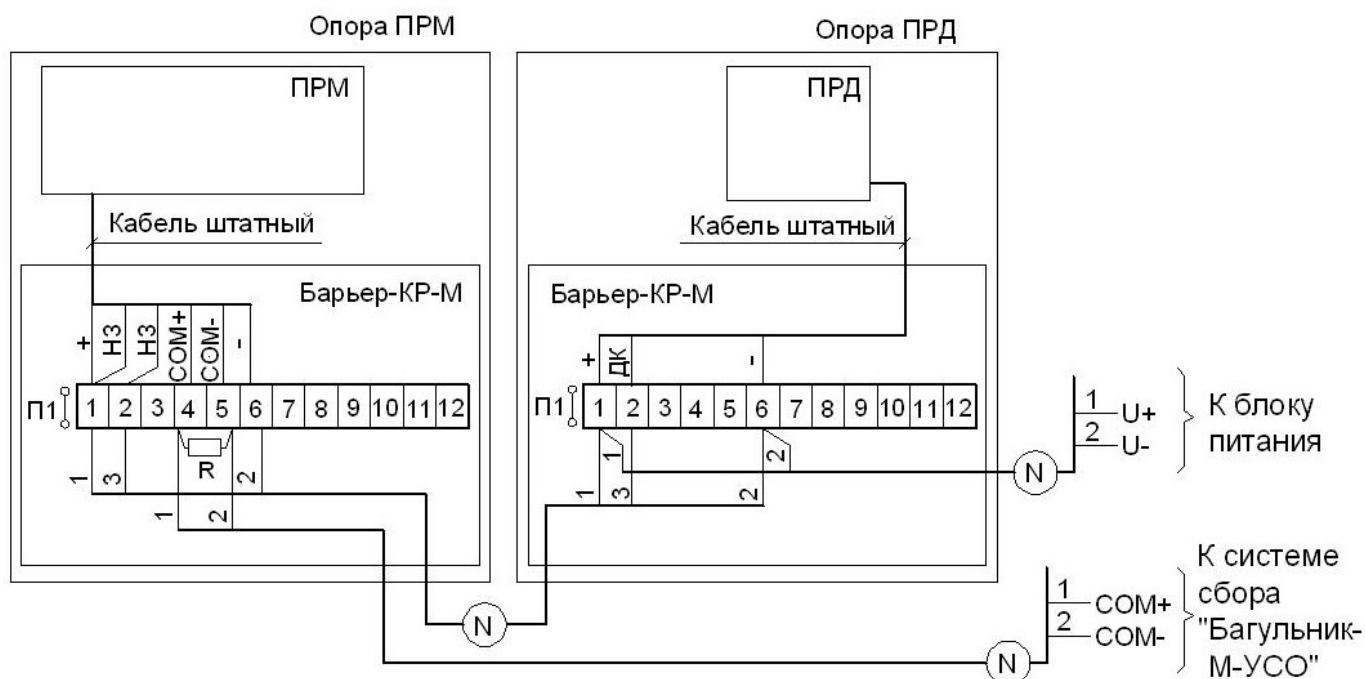 Опора ПРМ
Опора ПРД
ПРМ
ПРД
Кабель штатный
Кабель штатный
Барьер-КР-М
Барьер-КР-М
+
НЗ
НЗ
COM+
COM-
-
+
ДК
-
П1
1 2 3 4 5 6 7 8 9 10 11 12
П1
1 2 3 4 5 6 7 8 9 10 11 12
R
1
3
2
1
2
1
2
1
3
2
N
N
N
1 U+
2 U-
К блоку
питания
1 COM+
2 COM-
К системе
сбора
"Багульник-
М-УСО"